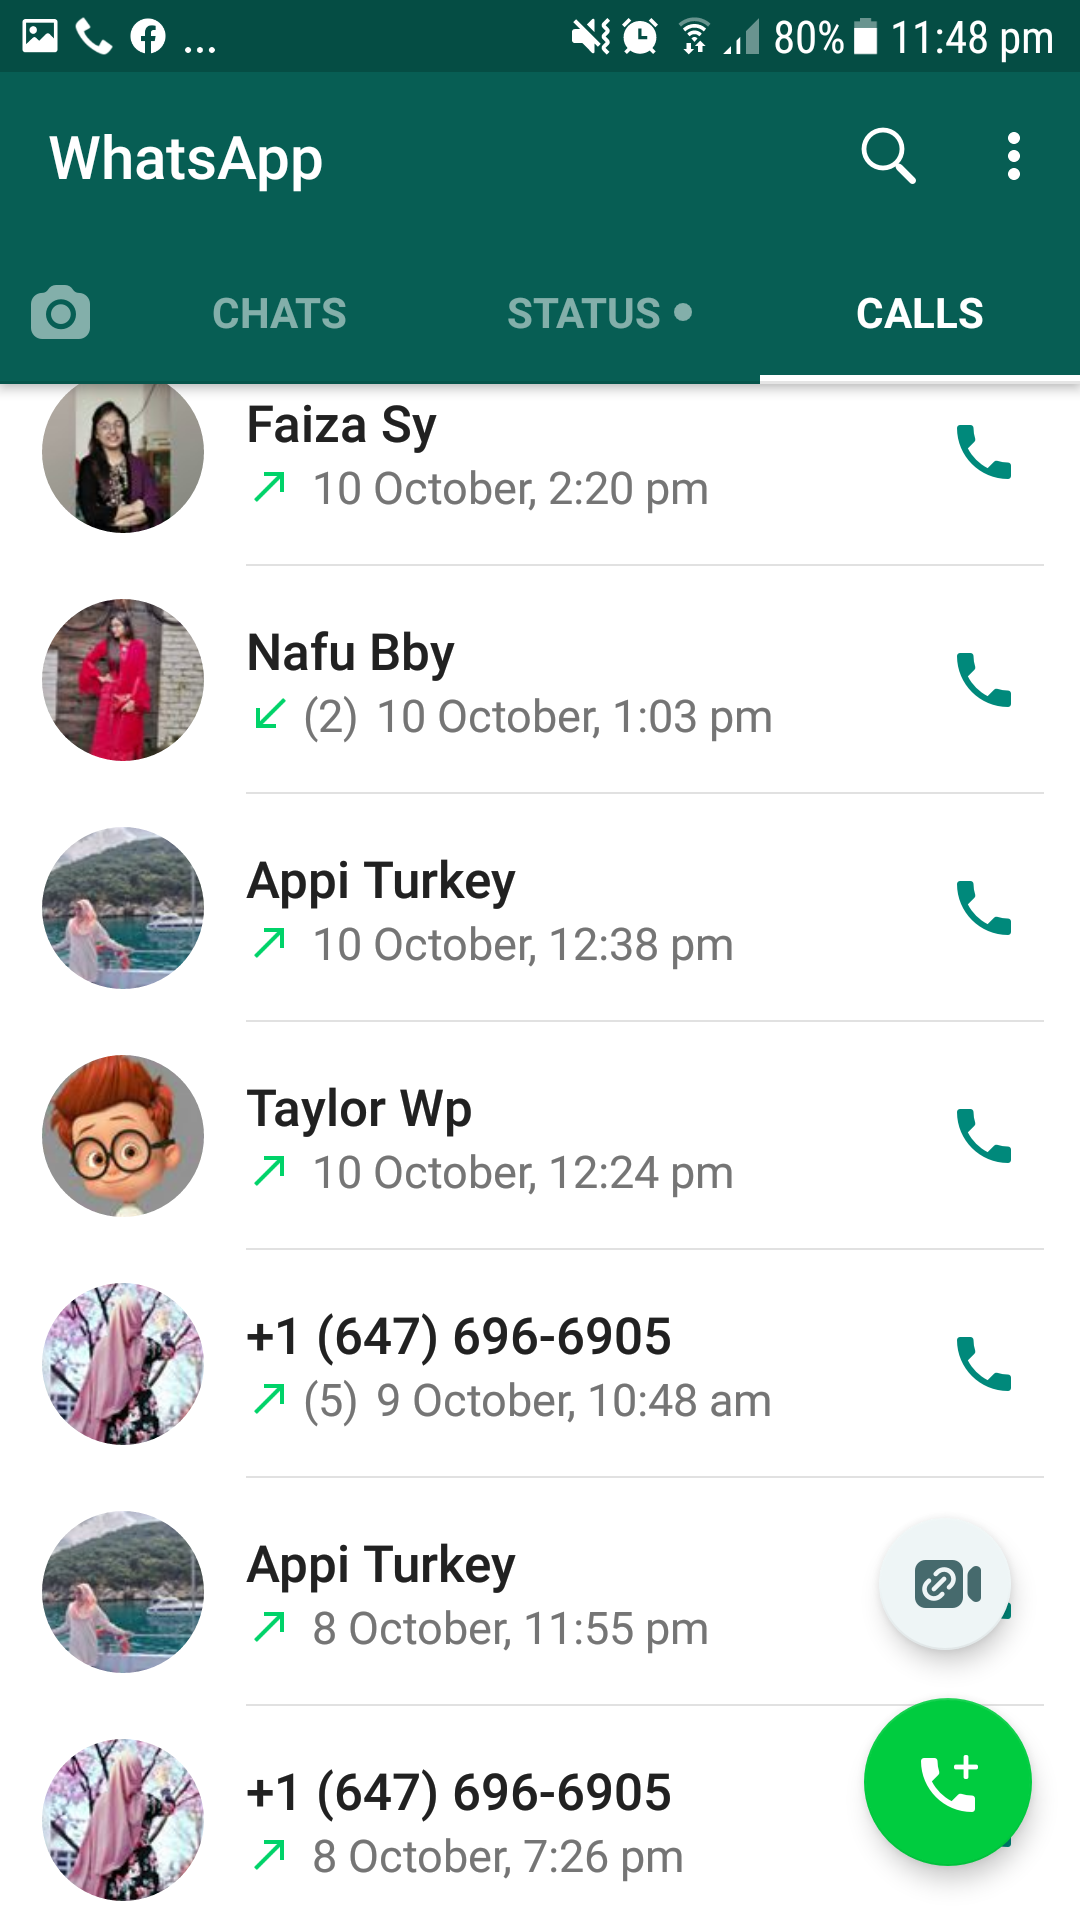 ... 80% 11:48 pm
WhatsApp
CHATS STATUS CALLS
Faiza Sy
10 October, 2:20 pm
Nafu Bby
(2) 10 October, 1:03 pm
Appi Turkey
10 October, 12:38 pm
Taylor Wp
10 October, 12:24 pm
+1 (647) 696-6905
(5) 9 October, 10:48 am
Appi Turkey
8 October, 11:55 pm
+1 (647) 696-6905
8 October, 7:26 pm